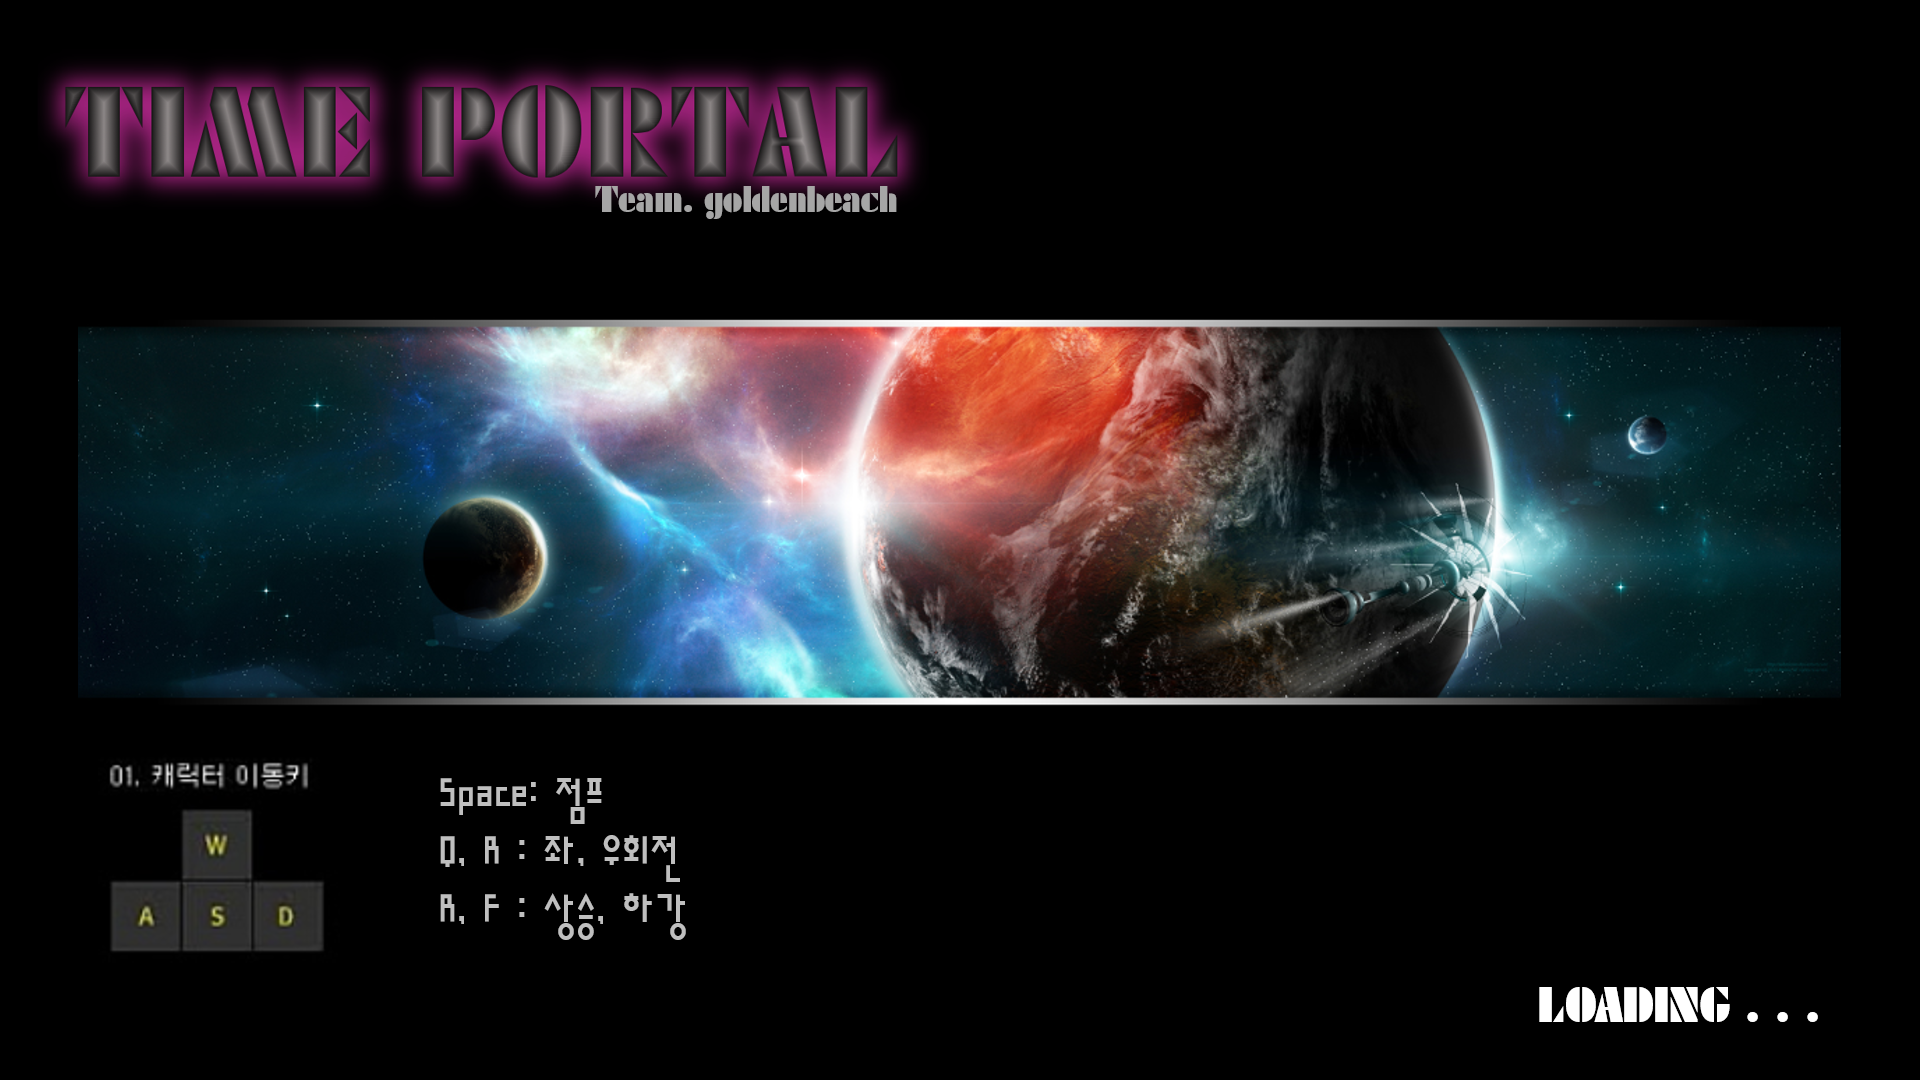 TIME PORTAL
Team. goldenbeach
01. 캐릭터 이동키
W
A S D
Space: 점프
Q, R : 좌, 우회전
R, F : 상승, 하강
LOADING . . .